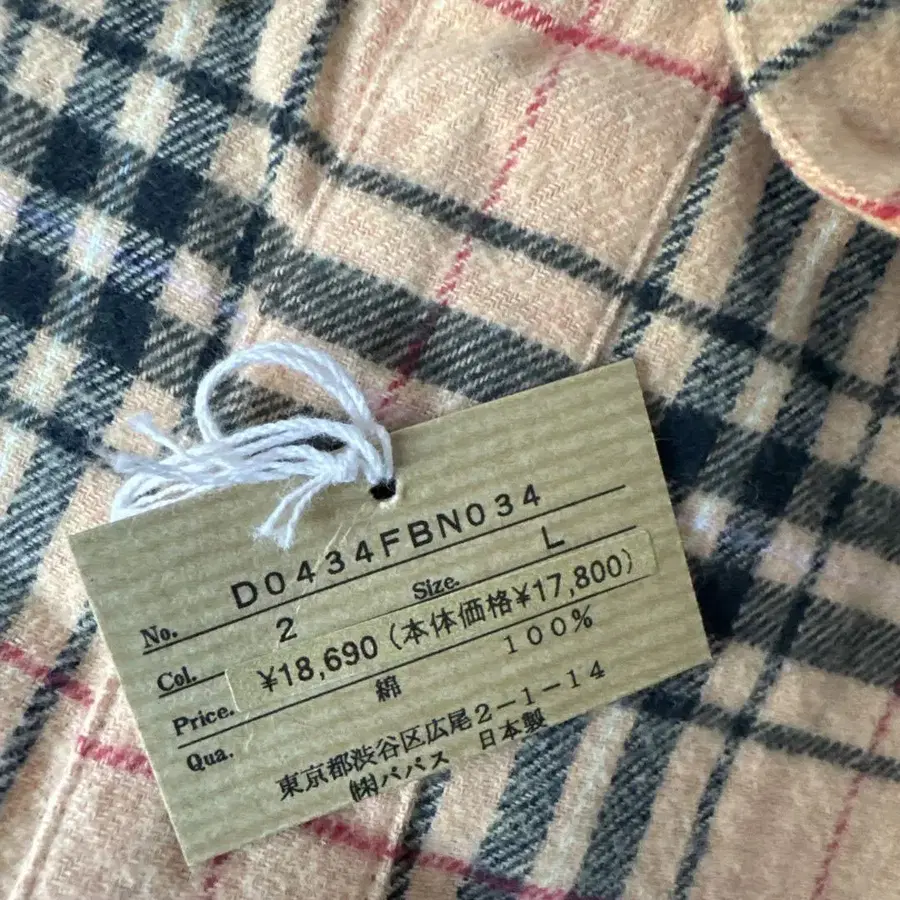 No. D0434FBN034
Col. 2 Size. L
Price. ¥18,690(本体価格¥17,800)
Qua. 綿 100%
東京都渋谷区広尾2-1-14
㈱パパス 日本製